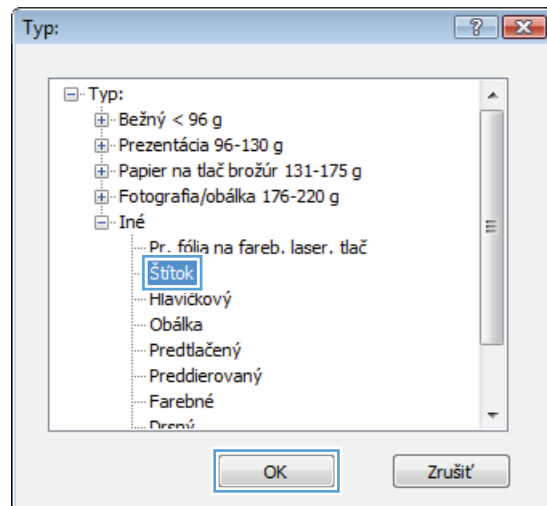 Typ:
Typ:
Bežný < 96 g
Prezentácia 96-130 g
Papier na tlač brožúr 131-175 g
Fotografia/obálka 176-220 g
Iné
Pr. fólia na fareb. laser. tlač
Štítok
Hlavičkový
Obálka
Predtlačený
Preddierovaný
Farebné
Drsný
OK Zrušiť